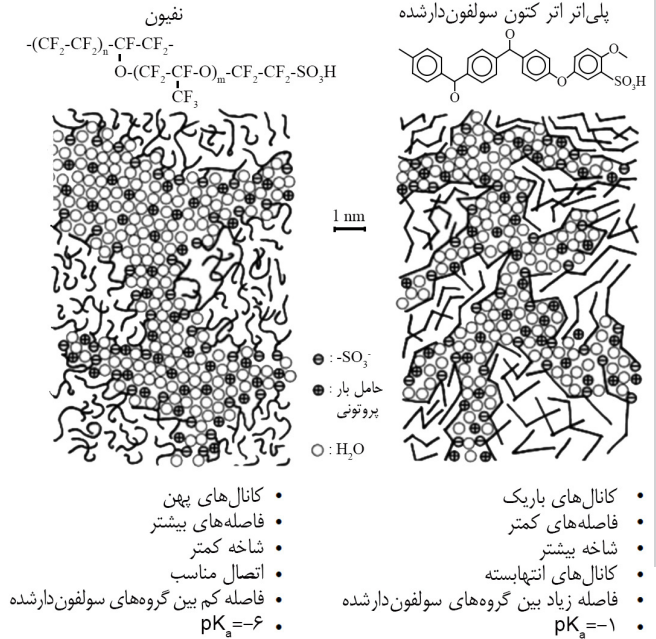 پلی‌اتر اتر کتون سولفون‌دارشده
نفیون
-(CF₂-CF₂)ₙ-CF-CF₂-
O-(CF₂-CF-O)ₘ-CF₂-CF₂-SO₃H
CF₃
O
O
O
O
SO₃H
1 nm
⊖ : -SO₃⁻
⊕ : حامل بار پروتونی
○ : H₂O
• کانال‌های باریک
• فاصله‌های کمتر
• شاخه بیشتر
• کانال‌های انتهابسته
• فاصله زیاد بین گروه‌های سولفون‌دارشده
• pKₐ=−۱
• کانال‌های پهن
• فاصله‌های بیشتر
• شاخه کمتر
• اتصال مناسب
• فاصله کم بین گروه‌های سولفون‌دارشده
• pKₐ=−۶